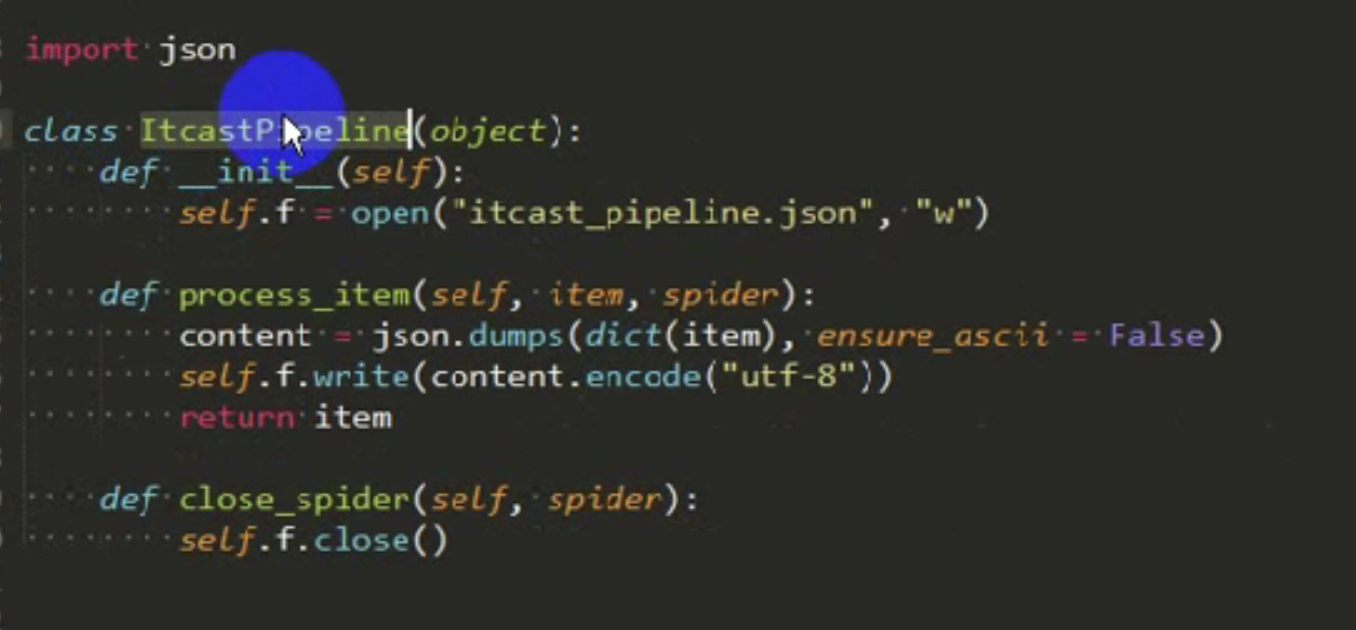 import json
class ItcastPipeline(object):
def __init__(self):
self.f = open("itcast_pipeline.json", "w")
def process_item(self, item, spider):
content = json.dumps(dict(item), ensure_ascii = False)
self.f.write(content.encode("utf-8"))
return item
def close_spider(self, spider):
self.f.close()